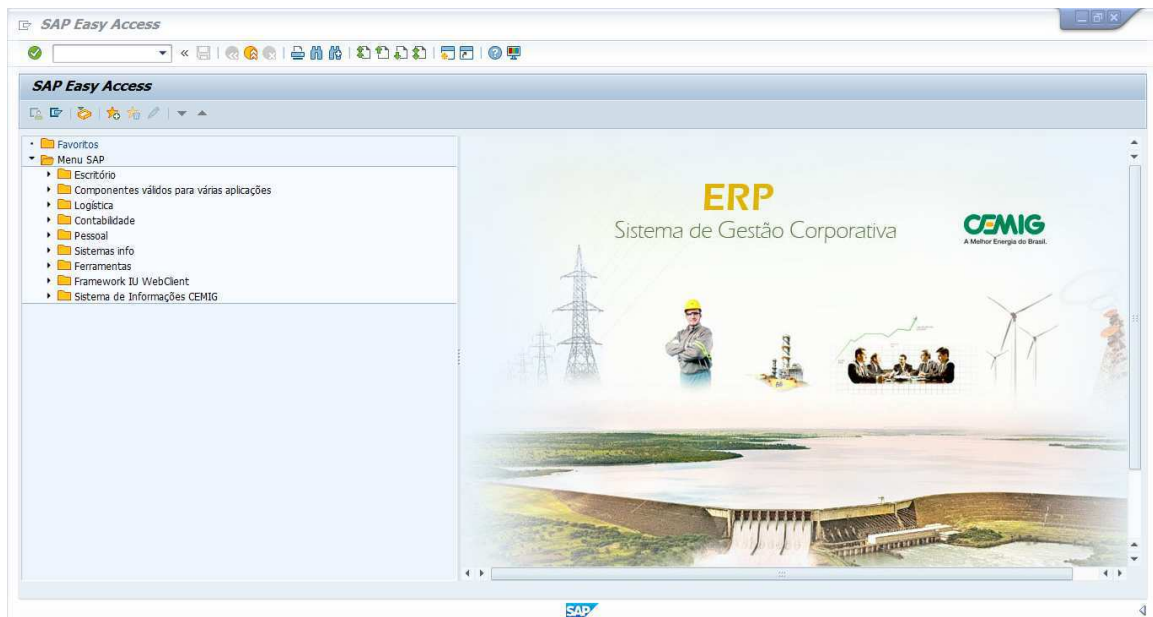 SAP Easy Access
SAP Easy Access
Favoritos
Menu SAP
Escritório
Componentes válidos para várias aplicações
Logística
Contabilidade
Pessoal
Sistemas info
Ferramentas
Framework IU WebClient
Sistema de Informações CEMIG
ERP
Sistema de Gestão Corporativa
CEMIG
A Melhor Energia do Brasil.
SAP